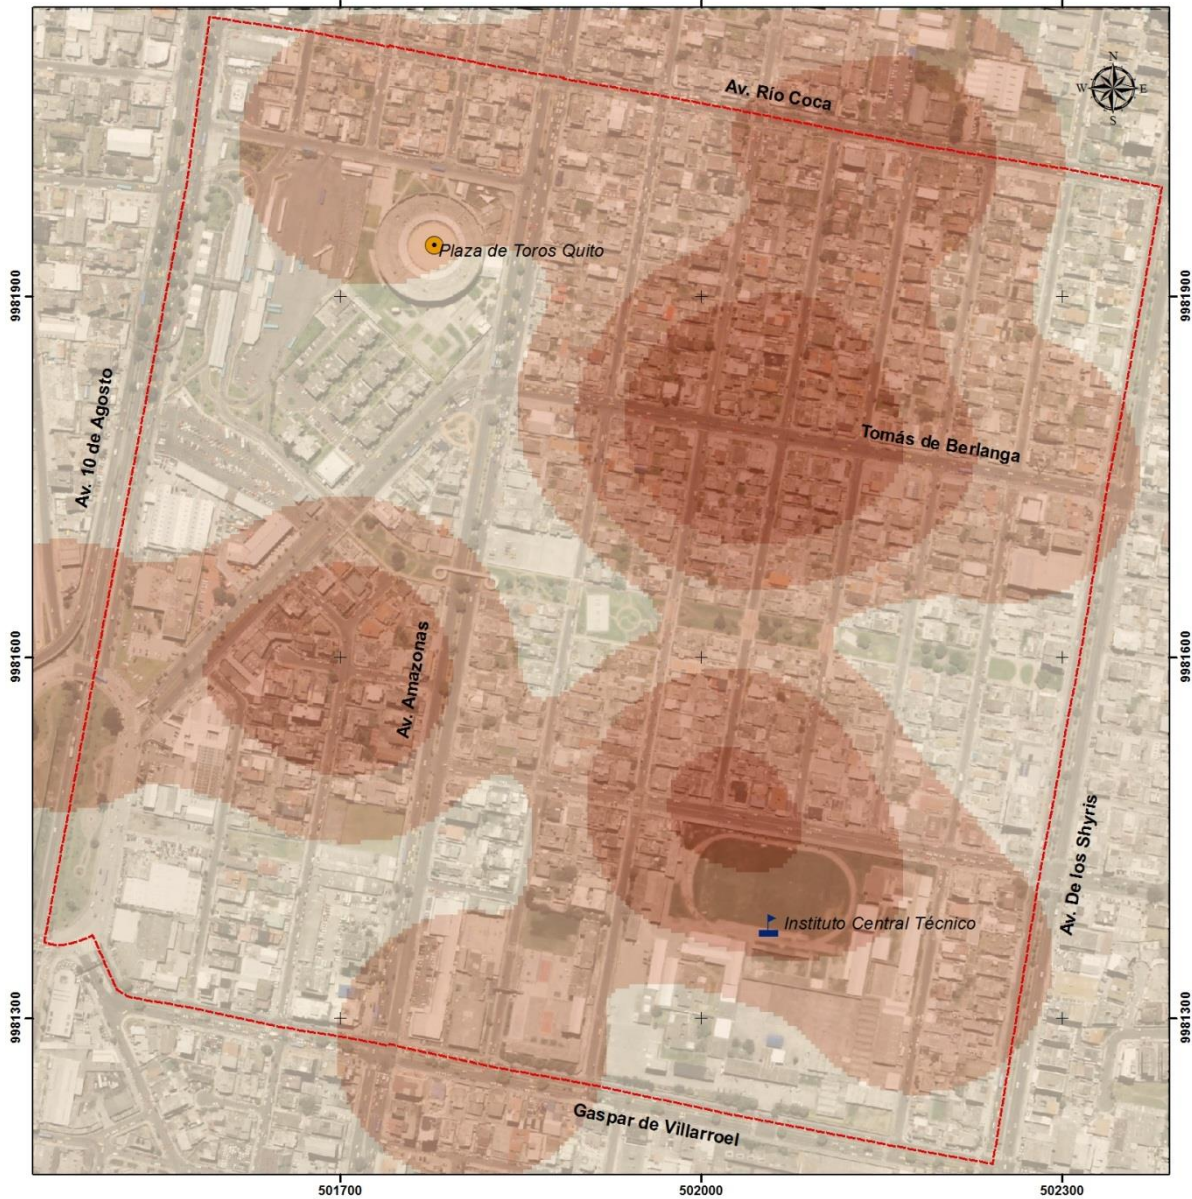 N
W E
S
Av. Río Coca
Plaza de Toros Quito
9981900
9981900
Av. 10 de Agosto
Tomás de Berlanga
Av. Amazonas
9981600
9981600
Av. De los Shyris
Instituto Central Técnico
9981300
9981300
Gaspar de Villarroel
501700
502000
502300